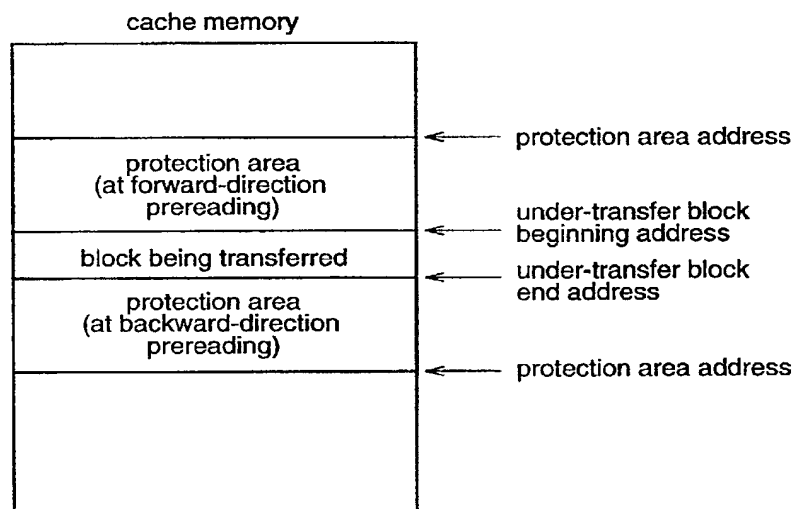 cache memory
protection area address
protection area
(at forward-direction
prereading)
under-transfer block
beginning address
block being transferred
under-transfer block
end address
protection area
(at backward-direction
prereading)
protection area address